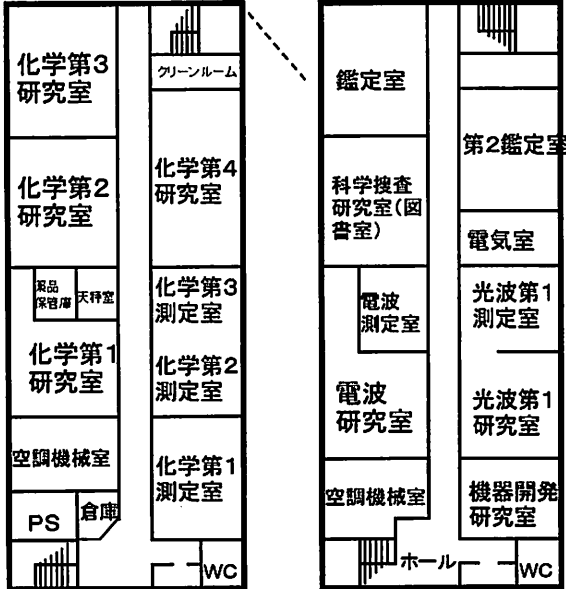 化学第3
研究室
クリーンルーム
化学第2
研究室
化学第4
研究室
薬品
保管庫
天秤室
化学第3
測定室
化学第1
研究室
化学第2
測定室
空調機械室
化学第1
測定室
PS
倉庫
WC
鑑定室
第2鑑定室
科学捜査
研究室(図
書室)
電気室
電波
測定室
光波第1
測定室
電波
研究室
光波第1
研究室
空調機械室
機器開発
研究室
ホール
WC